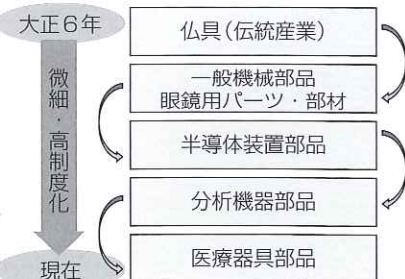 大正6年
仏具(伝統産業)
一般機械部品
眼鏡用パーツ・部材
微細・高制度化
半導体装置部品
分析機器部品
現在
医療器具部品